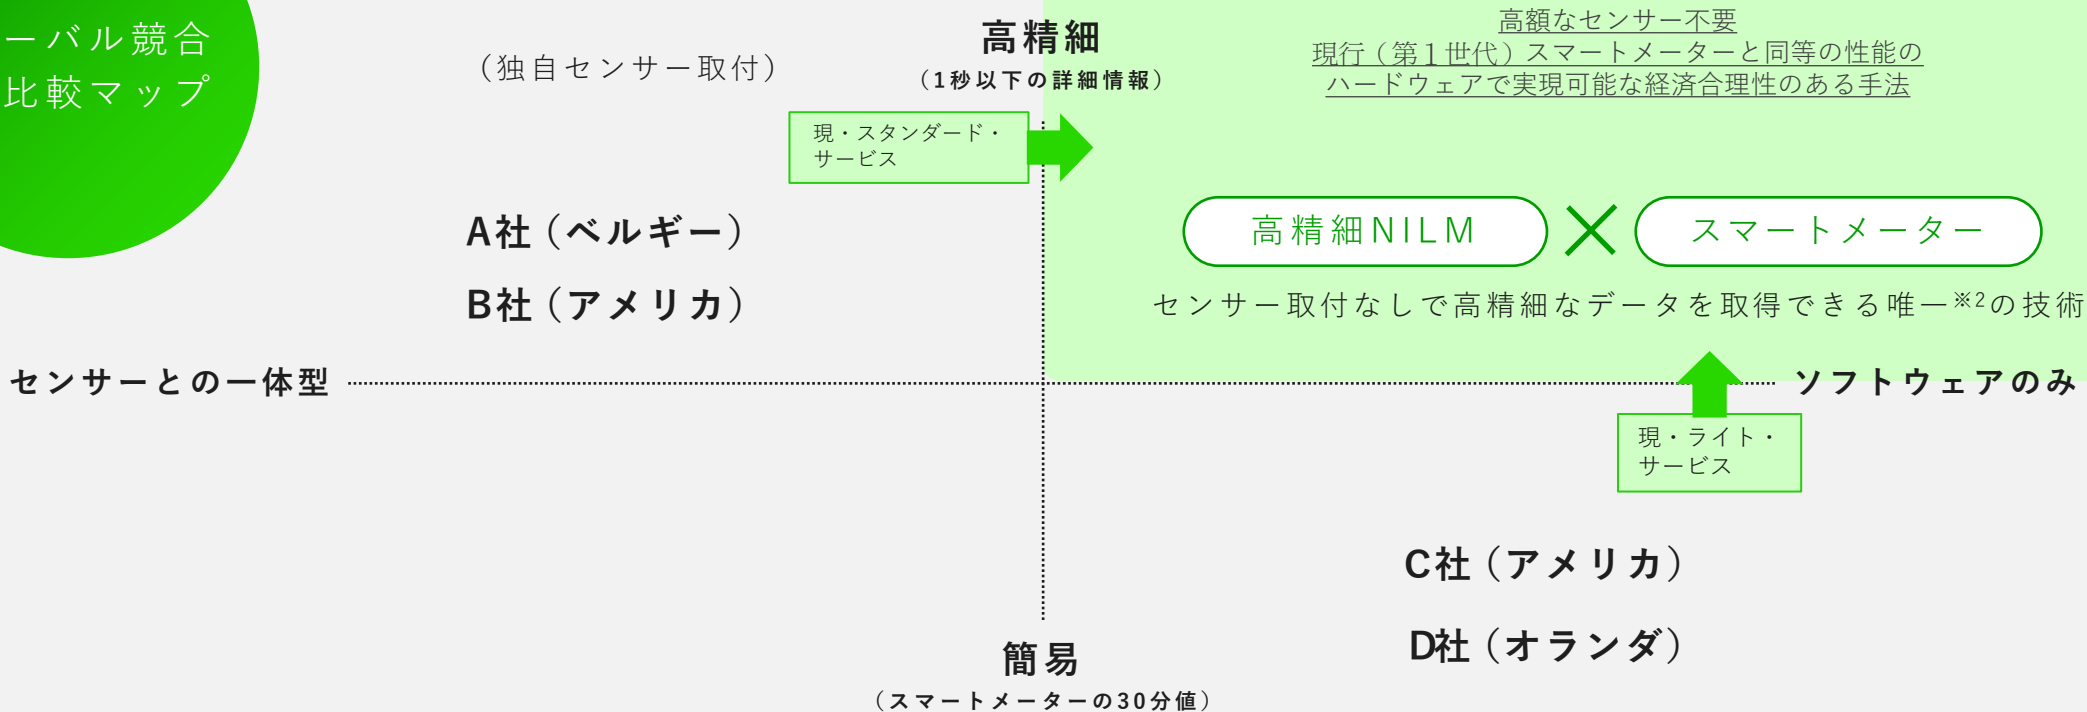 ーバル競合
比較マップ
（独自センサー取付）
高精細
（1秒以下の詳細情報）
高額なセンサー不要
現行（第１世代）スマートメーターと同等の性能の
ハードウェアで実現可能な経済合理性のある手法
現・スタンダード・
サービス
A社（ベルギー）
B社（アメリカ）
高精細NILM
スマートメーター
センサー取付なしで高精細なデータを取得できる唯一※2の技術
センサーとの一体型
ソフトウェアのみ
現・ライト・
サービス
C社（アメリカ）
D社（オランダ）
簡易
（スマートメーターの30分値）